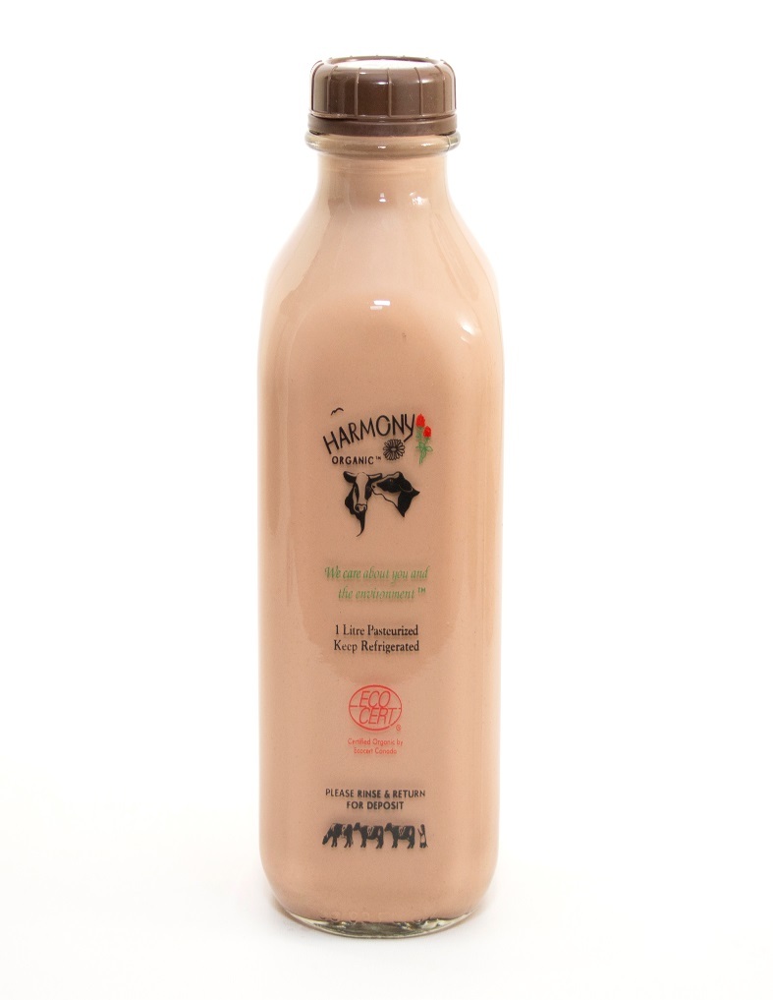 HARMONY
ORGANIC™
We care about you and
the environment™
1 Litre Pasteurized
Keep Refrigerated
ECO
CERT®
Certified Organic by
Ecocert Canada
PLEASE RINSE & RETURN
FOR DEPOSIT